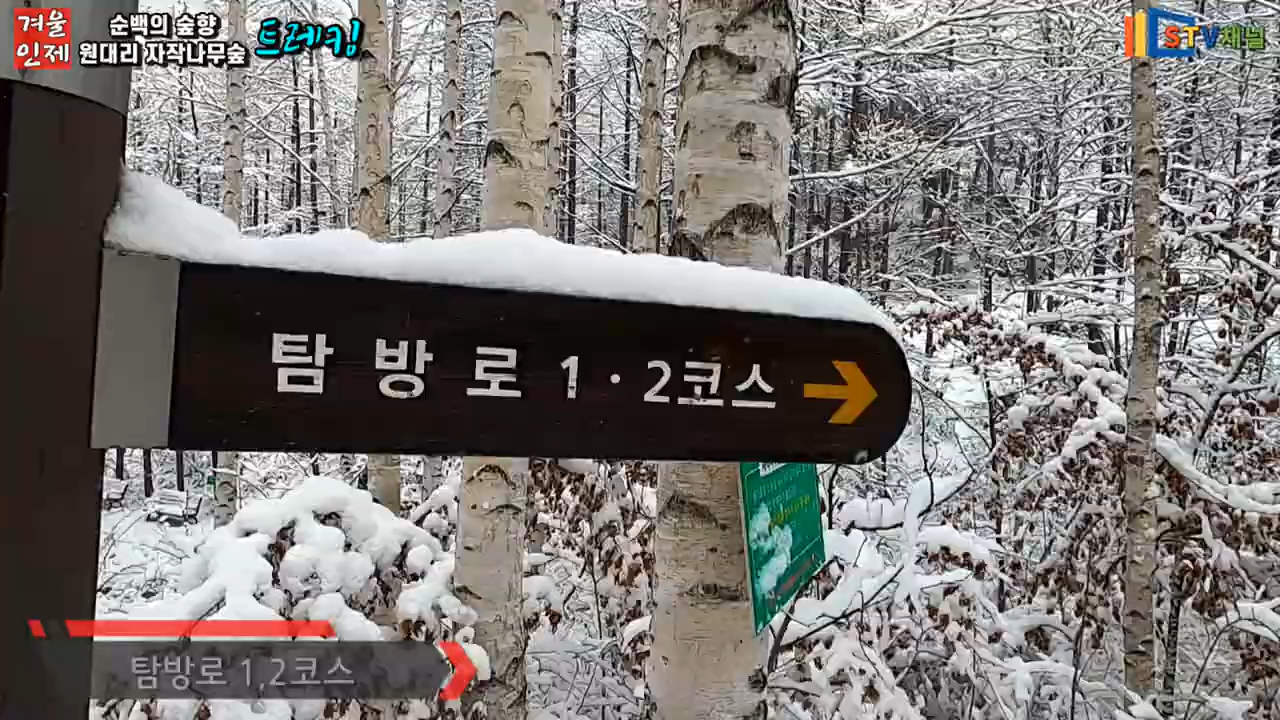 겨울
인제
순백의 숲향
원대리 자작나무숲
트레킹
STV채널
탐방로 1·2코스
탐방로 1,2코스